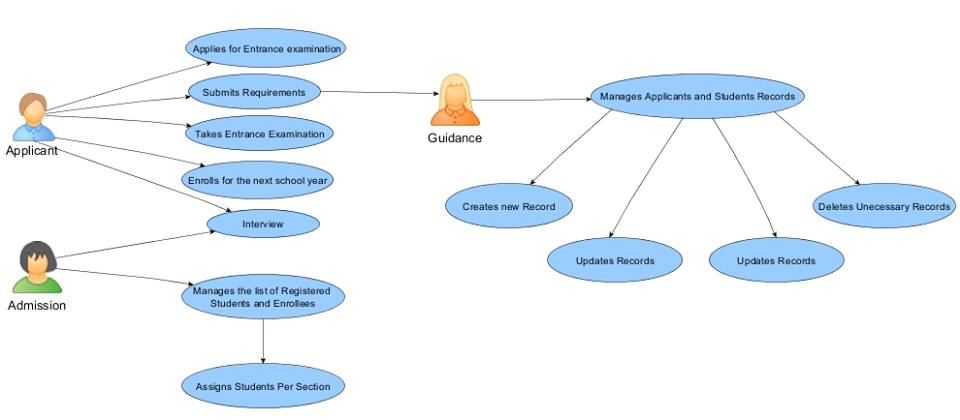 Applies for Entrance examination
Submits Requirements
Manages Applicants and Students Records
Guidance
Takes Entrance Examination
Applicant
Enrolls for the next school year
Creates new Record
Deletes Unecessary Records
Interview
Updates Records
Updates Records
Admission
Manages the list of Registered
Students and Enrollees
Assigns Students Per Section